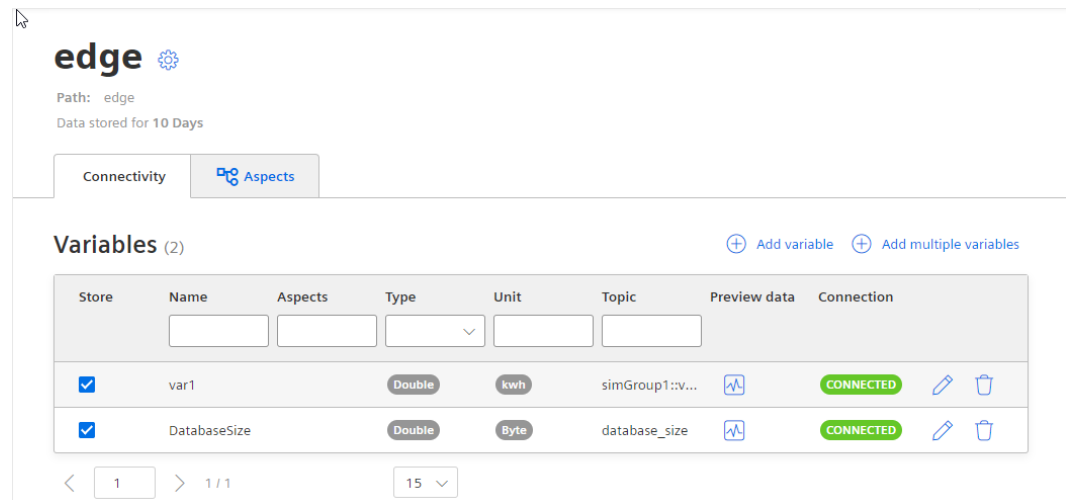 edge
Path: edge
Data stored for 10 Days
Connectivity Aspects
Variables (2) Add variable Add multiple variables
Store Name Aspects Type Unit Topic Preview data Connection
var1 Double kwh simGroup1::v... CONNECTED
DatabaseSize Double Byte database_size CONNECTED
1 1 / 1 15